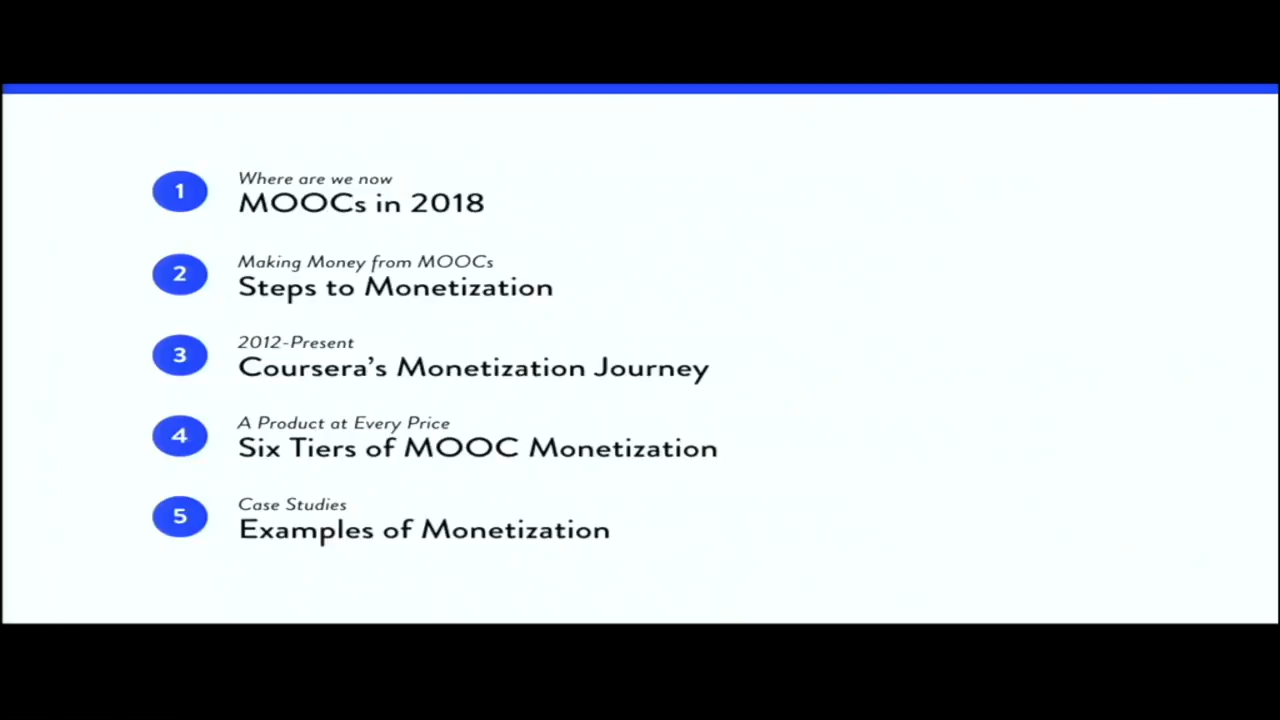 1
Where are we now
MOOCs in 2018
2
Making Money from MOOCs
Steps to Monetization
3
2012-Present
Coursera's Monetization Journey
4
A Product at Every Price
Six Tiers of MOOC Monetization
5
Case Studies
Examples of Monetization